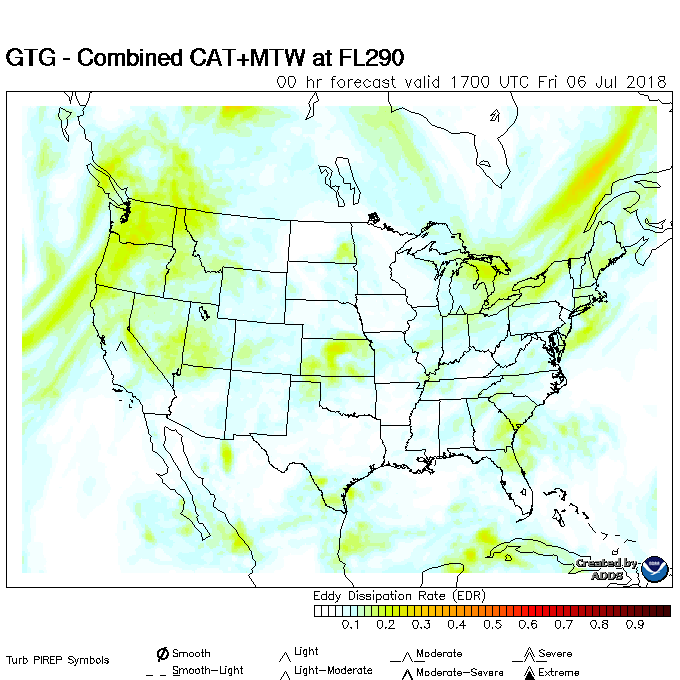 GTG - Combined CAT+MTW at FL290
00 hr forecast valid 1700 UTC Fri 06 Jul 2018
Created by
ADDS
Eddy Dissipation Rate (EDR)
0.1 0.2 0.3 0.4 0.5 0.6 0.7 0.8 0.9
Turb PIREP Symbols
Smooth Light Moderate Severe
Smooth-Light Light-Moderate Moderate-Severe Extreme